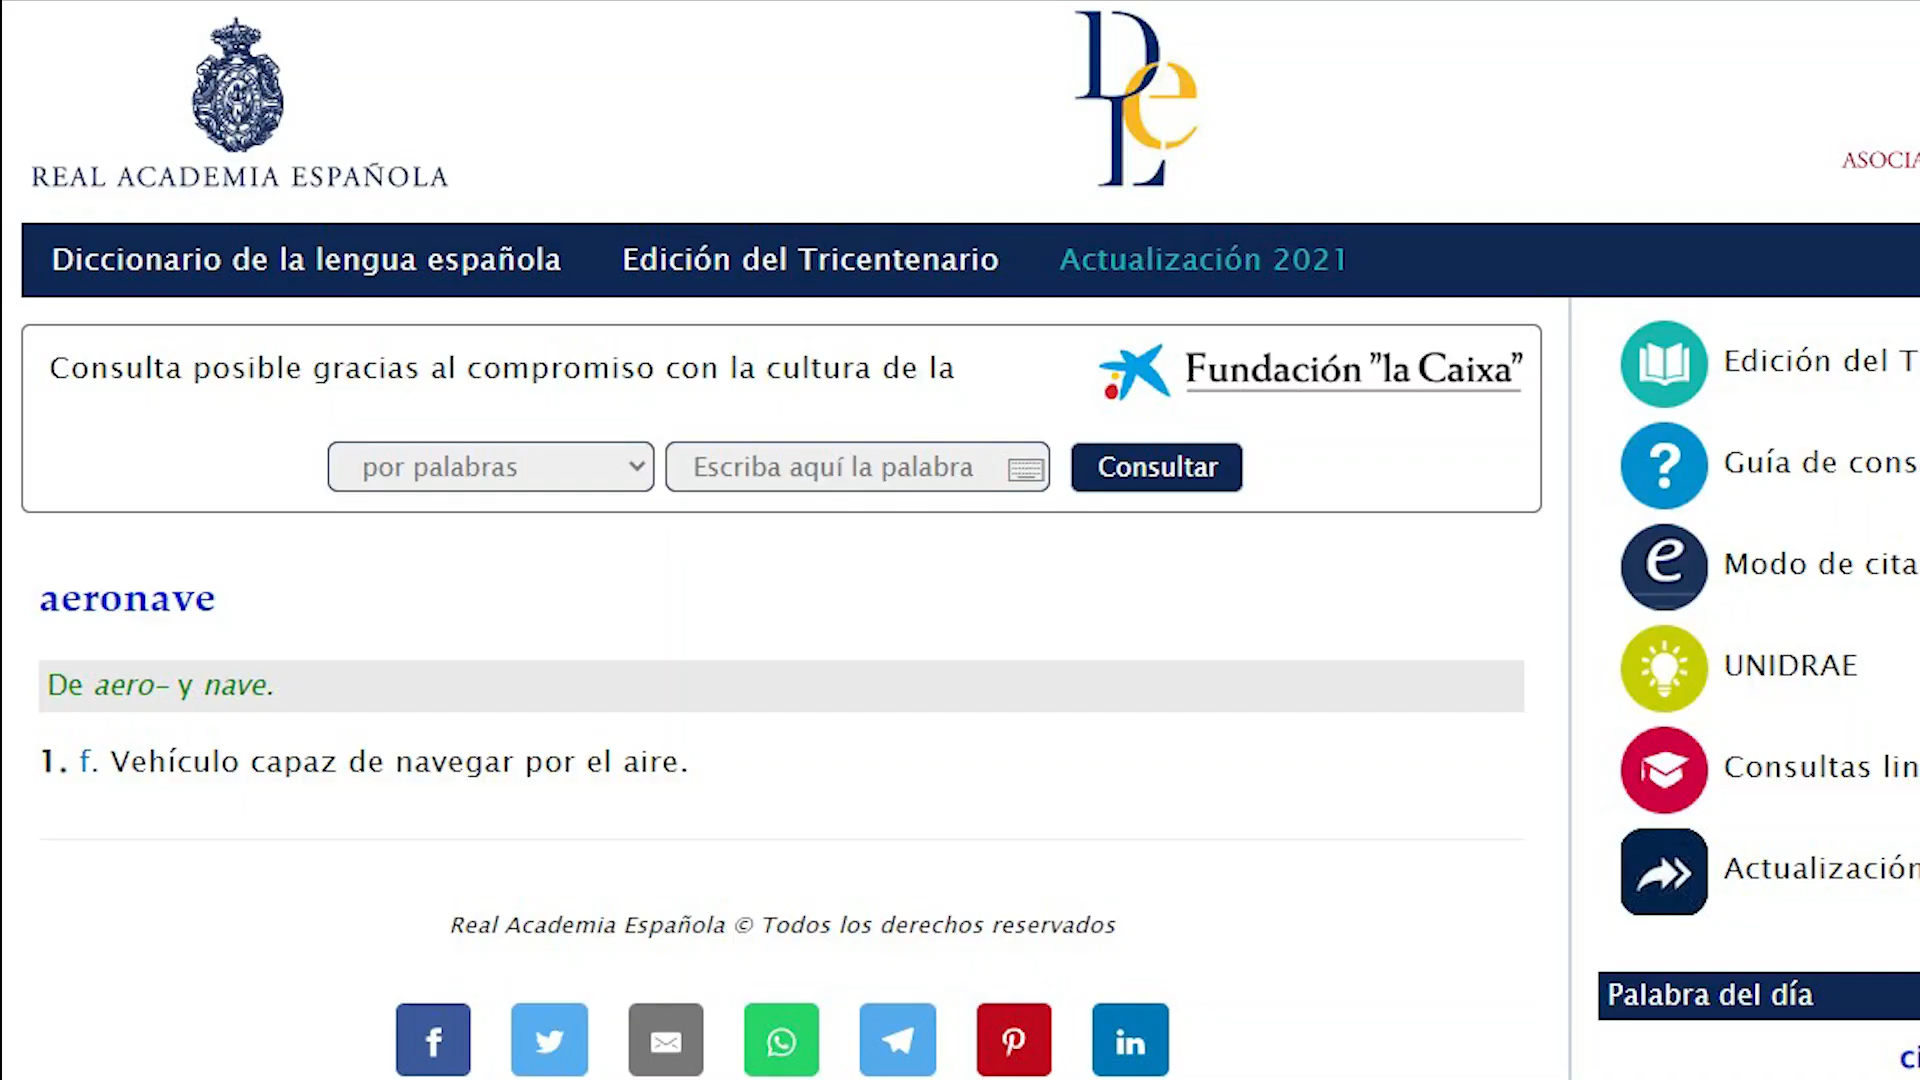 REAL ACADEMIA ESPAÑOLA
DeL
ASOCIA
Diccionario de la lengua española Edición del Tricentenario Actualización 2021
Consulta posible gracias al compromiso con la cultura de la Fundación "la Caixa"
por palabras Escriba aquí la palabra Consultar
aeronave
De aero- y nave.
1. f. Vehículo capaz de navegar por el aire.
Real Academia Española © Todos los derechos reservados
Edición del T
Guía de cons
Modo de cita
UNIDRAE
Consultas lin
Actualización
Palabra del día
ci